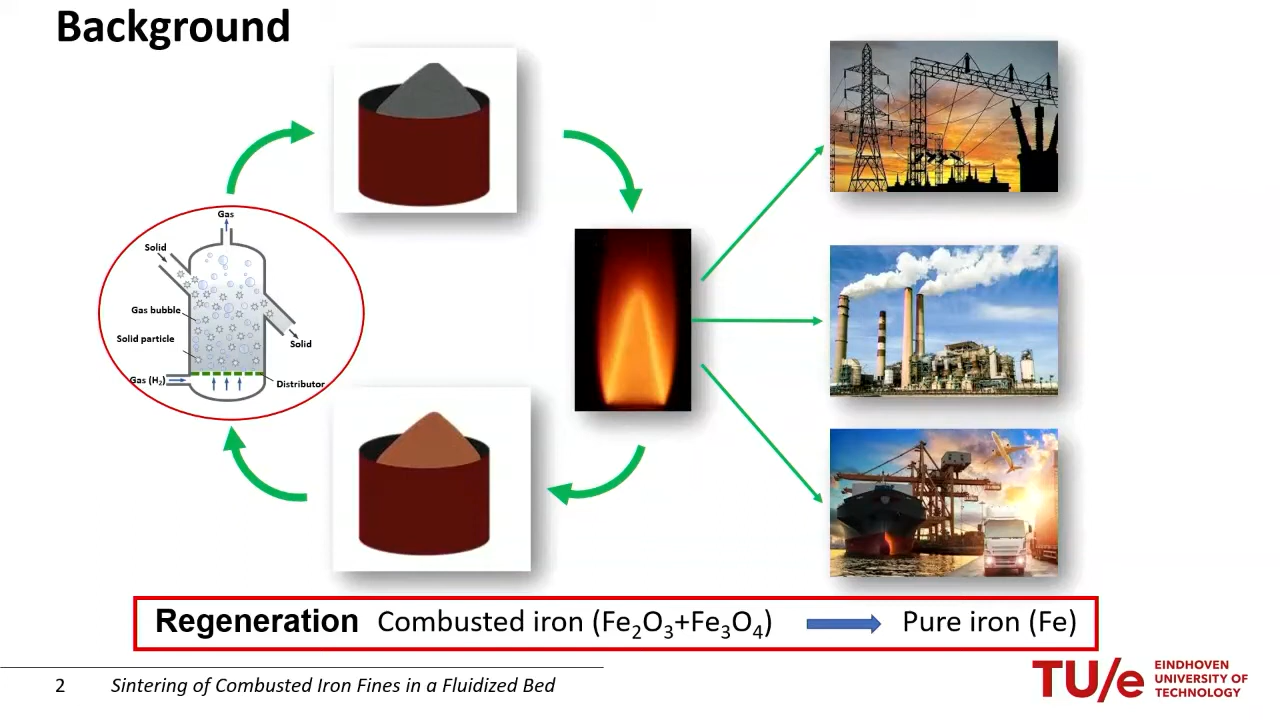 Background
Gas
Solid
Gas bubble
Solid particle
Solid
Gas (H₂)
Distributor
Regeneration Combusted iron (Fe₂O₃+Fe₃O₄) Pure iron (Fe)
2 Sintering of Combusted Iron Fines in a Fluidized Bed
TU/e EINDHOVEN
UNIVERSITY OF
TECHNOLOGY